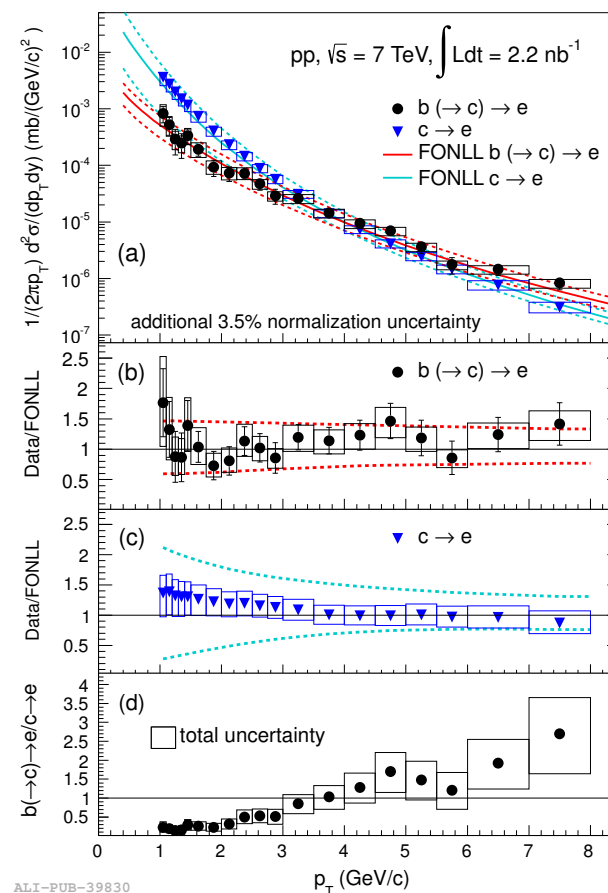 pp, √s = 7 TeV, ∫Ldt = 2.2 nb⁻¹
b (→ c) → e
c → e
FONLL b (→ c) → e
FONLL c → e
1/(2πp_T) d²σ/(dp_Tdy) (mb/(GeV/c)²)
10⁻²
10⁻³
10⁻⁴
10⁻⁵
10⁻⁶
10⁻⁷
(a)
additional 3.5% normalization uncertainty
Data/FONLL
2.5
2
1.5
1
0.5
(b)
b (→ c) → e
Data/FONLL
2.5
2
1.5
1
0.5
(c)
c → e
b(→c)→e/c→e
4
3.5
3
2.5
2
1.5
1
0.5
(d)
total uncertainty
0 1 2 3 4 5 6 7 8
p_T (GeV/c)
ALI-PUB-39830